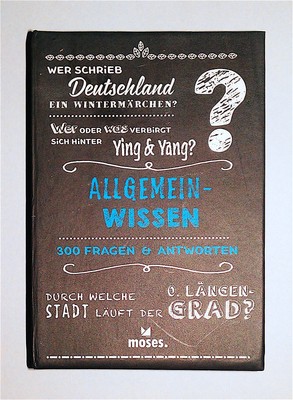 WER SCHRIEB
Deutschland
EIN WINTERMÄRCHEN?
?
Wer ODER was VERBIRGT
SICH HINTER Ying & Yang?
ALLGEMEIN-
WISSEN
300 FRAGEN & ANTWORTEN
DURCH WELCHE
STADT LÄUFT DER 0. LÄNGEN-
GRAD?
moses.